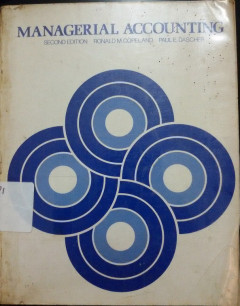 MANAGERIAL ACCOUNTING
SECOND EDITION RONALD M. COPELAND PAUL E. DASCHER